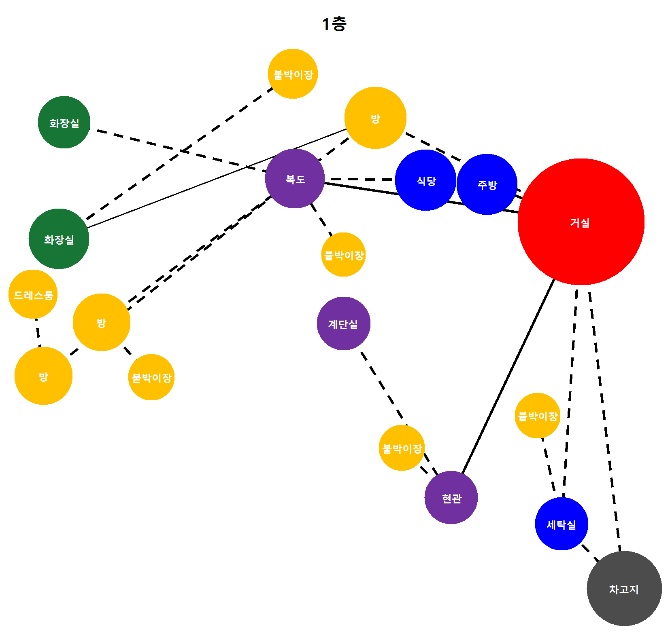 1층
붙박이장
화장실
방
복도
식당
주방
거실
화장실
붙박이장
드레스룸
방
계단실
방
붙박이장
붙박이장
붙박이장
현관
세탁실
차고지